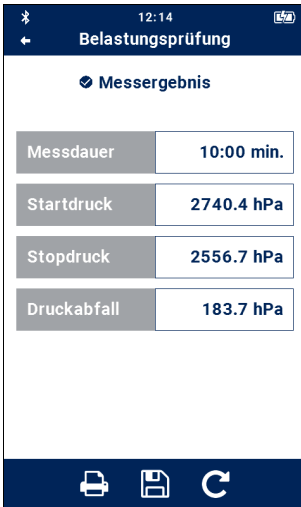 12:14
Belastungsprüfung
Messergebnis
Messdauer 10:00 min.
Startdruck 2740.4 hPa
Stopdruck 2556.7 hPa
Druckabfall 183.7 hPa